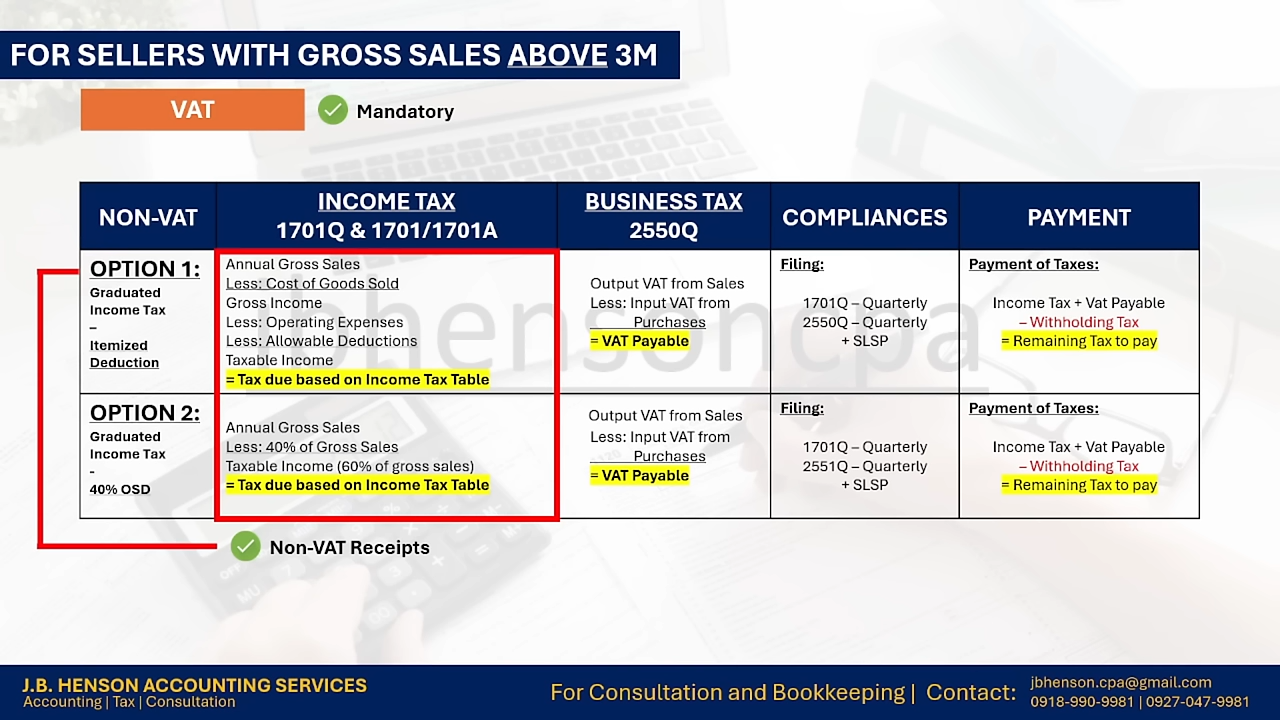 FOR SELLERS WITH GROSS SALES ABOVE 3M
VAT
Mandatory
NON-VAT
INCOME TAX
1701Q & 1701/1701A
BUSINESS TAX
2550Q
COMPLIANCES
PAYMENT
OPTION 1:
Graduated
Income Tax
–
Itemized
Deduction
Annual Gross Sales
Less: Cost of Goods Sold
Gross Income
Less: Operating Expenses
Less: Allowable Deductions
Taxable Income
= Tax due based on Income Tax Table
Output VAT from Sales
Less: Input VAT from
Purchases
= VAT Payable
Filing:
1701Q – Quarterly
2550Q – Quarterly
+ SLSP
Payment of Taxes:
Income Tax + Vat Payable
– Withholding Tax
= Remaining Tax to pay
OPTION 2:
Graduated
Income Tax
-
40% OSD
Annual Gross Sales
Less: 40% of Gross Sales
Taxable Income (60% of gross sales)
= Tax due based on Income Tax Table
Output VAT from Sales
Less: Input VAT from
Purchases
= VAT Payable
Filing:
1701Q – Quarterly
2551Q – Quarterly
+ SLSP
Payment of Taxes:
Income Tax + Vat Payable
– Withholding Tax
= Remaining Tax to pay
jbhensoncpa
Non-VAT Receipts
J.B. HENSON ACCOUNTING SERVICES
Accounting | Tax | Consultation
For Consultation and Bookkeeping | Contact:
jbhenson.cpa@gmail.com
0918-990-9981 | 0927-047-9981